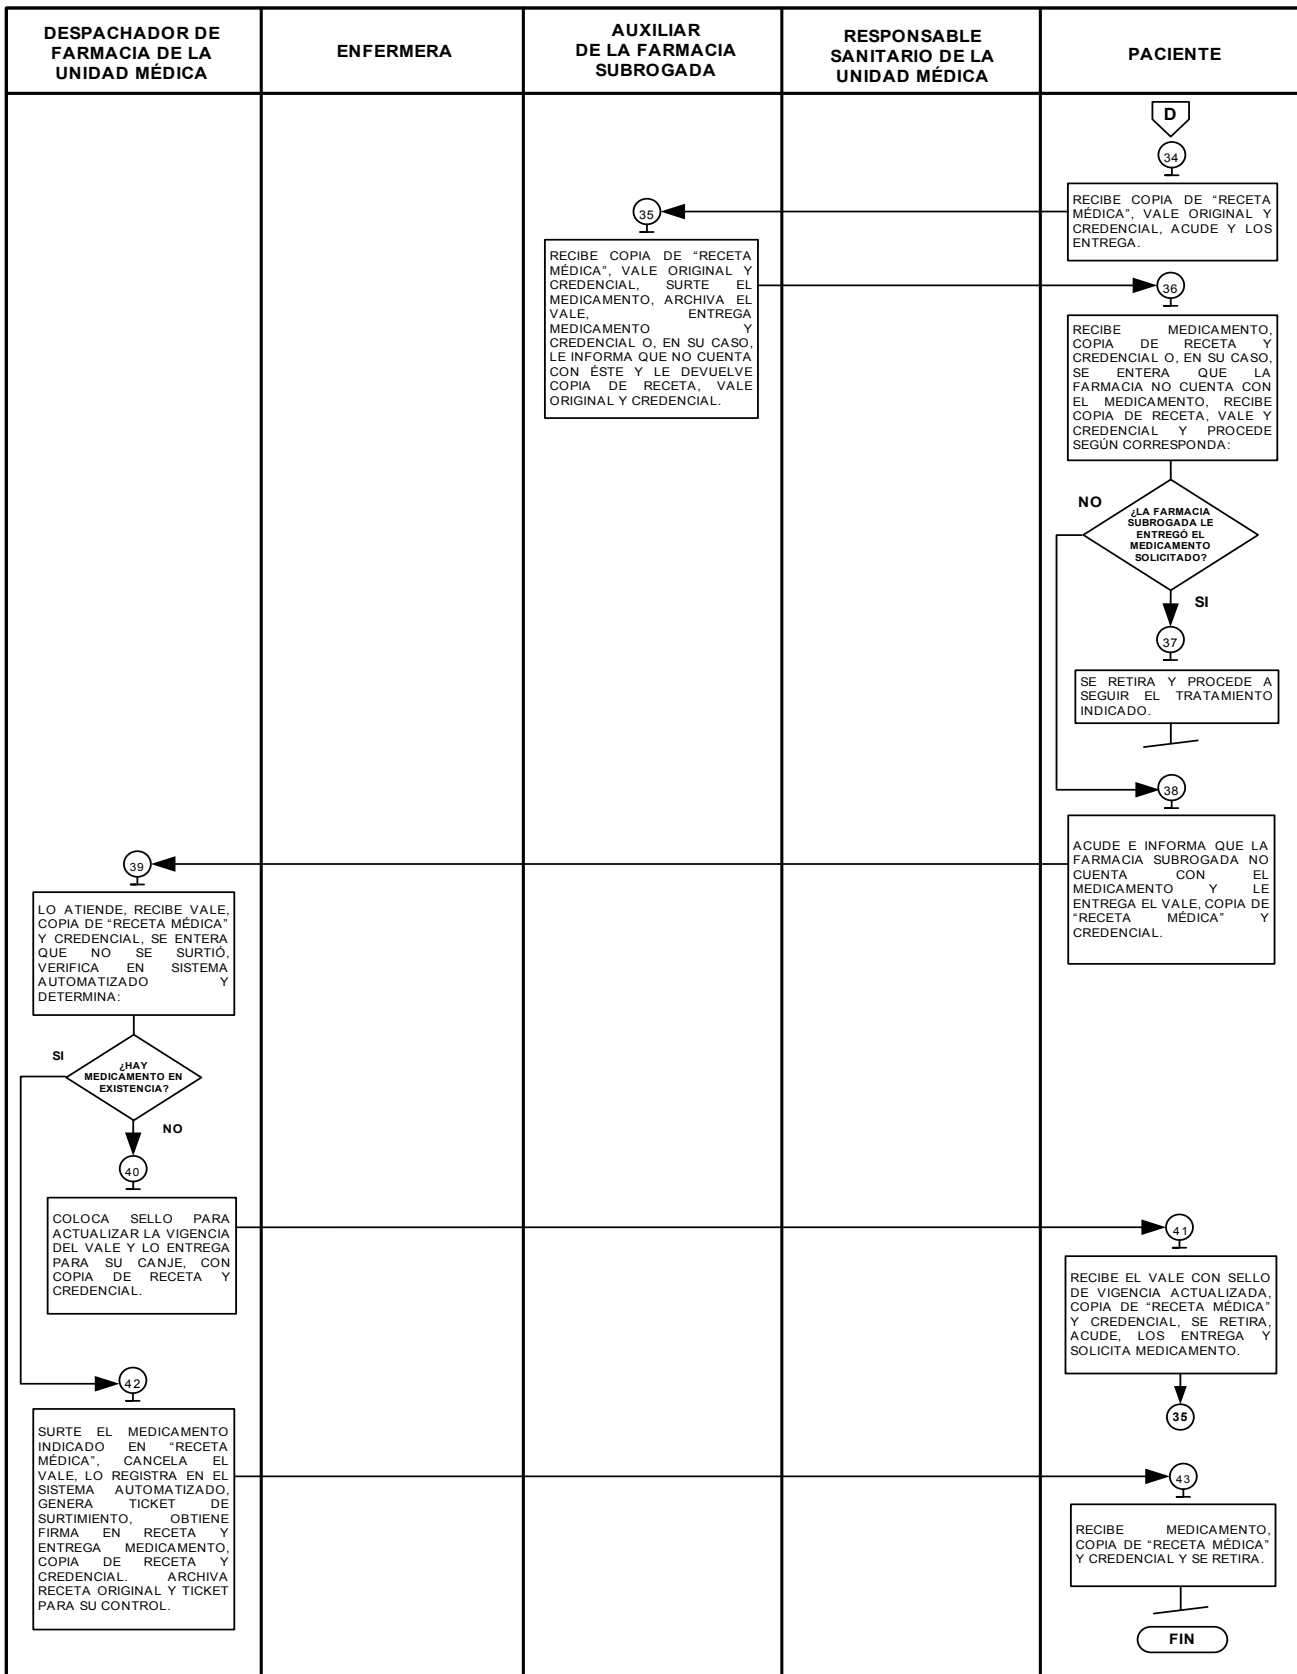 DESPACHADOR DE
FARMACIA DE LA
UNIDAD MÉDICA
ENFERMERA
AUXILIAR
DE LA FARMACIA
SUBROGADA
RESPONSABLE
SANITARIO DE LA
UNIDAD MÉDICA
PACIENTE
D
34
RECIBE COPIA DE “RECETA
MÉDICA”, VALE ORIGINAL Y
CREDENCIAL, ACUDE Y LOS
ENTREGA.
35
RECIBE COPIA DE “RECETA
MÉDICA”, VALE ORIGINAL Y
CREDENCIAL, SURTE EL
MEDICAMENTO, ARCHIVA EL
VALE, ENTREGA
MEDICAMENTO Y
CREDENCIAL O, EN SU CASO,
LE INFORMA QUE NO CUENTA
CON ÉSTE Y LE DEVUELVE
COPIA DE RECETA, VALE
ORIGINAL Y CREDENCIAL.
36
RECIBE MEDICAMENTO,
COPIA DE RECETA Y
CREDENCIAL O, EN SU CASO,
SE ENTERA QUE LA
FARMACIA NO CUENTA CON
EL MEDICAMENTO, RECIBE
COPIA DE RECETA, VALE Y
CREDENCIAL Y PROCEDE
SEGÚN CORRESPONDA:
NO
¿LA FARMACIA
SUBROGADA LE
ENTREGÓ EL
MEDICAMENTO
SOLICITADO?
SI
37
SE RETIRA Y PROCEDE A
SEGUIR EL TRATAMIENTO
INDICADO.
38
ACUDE E INFORMA QUE LA
FARMACIA SUBROGADA NO
CUENTA CON EL
MEDICAMENTO Y LE
ENTREGA EL VALE, COPIA DE
“RECETA MÉDICA” Y
CREDENCIAL.
39
LO ATIENDE, RECIBE VALE,
COPIA DE “RECETA MÉDICA”
Y CREDENCIAL, SE ENTERA
QUE NO SE SURTIÓ,
VERIFICA EN SISTEMA
AUTOMATIZADO Y
DETERMINA:
SI
¿HAY
MEDICAMENTO EN
EXISTENCIA?
NO
40
COLOCA SELLO PARA
ACTUALIZAR LA VIGENCIA
DEL VALE Y LO ENTREGA
PARA SU CANJE, CON
COPIA DE RECETA Y
CREDENCIAL.
41
RECIBE EL VALE CON SELLO
DE VIGENCIA ACTUALIZADA,
COPIA DE “RECETA MÉDICA”
Y CREDENCIAL, SE RETIRA,
ACUDE, LOS ENTREGA Y
SOLICITA MEDICAMENTO.
35
42
SURTE EL MEDICAMENTO
INDICADO EN “RECETA
MÉDICA”, CANCELA EL
VALE, LO REGISTRA EN EL
SISTEMA AUTOMATIZADO,
GENERA TICKET DE
SURTIMIENTO, OBTIENE
FIRMA EN RECETA Y
ENTREGA MEDICAMENTO,
COPIA DE RECETA Y
CREDENCIAL. ARCHIVA
RECETA ORIGINAL Y TICKET
PARA SU CONTROL.
43
RECIBE MEDICAMENTO,
COPIA DE “RECETA MÉDICA”
Y CREDENCIAL Y SE RETIRA.
FIN